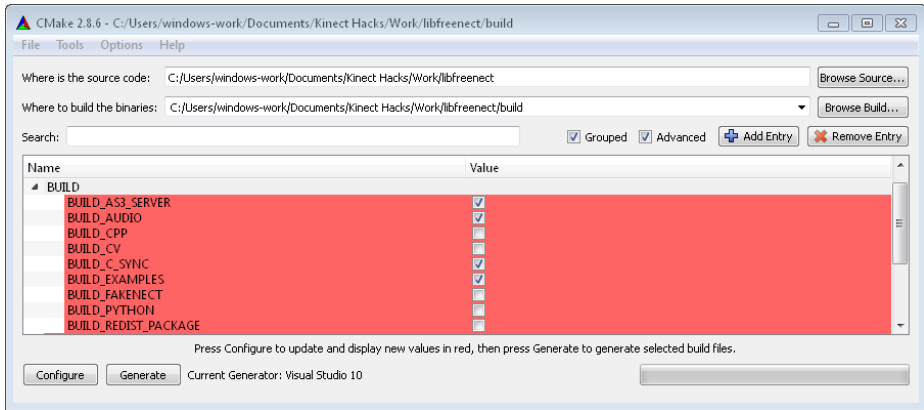 CMake 2.8.6 - C:/Users/windows-work/Documents/Kinect Hacks/Work/libfreenect/build
File Tools Options Help
Where is the source code: C:/Users/windows-work/Documents/Kinect Hacks/Work/libfreenect Browse Source...
Where to build the binaries: C:/Users/windows-work/Documents/Kinect Hacks/Work/libfreenect/build Browse Build...
Search: Grouped Advanced Add Entry Remove Entry
Name Value
BUILD
BUILD_AS3_SERVER
BUILD_AUDIO
BUILD_CPP
BUILD_CV
BUILD_C_SYNC
BUILD_EXAMPLES
BUILD_FAKENECT
BUILD_PYTHON
BUILD_REDIST_PACKAGE
Press Configure to update and display new values in red, then press Generate to generate selected build files.
Configure Generate Current Generator: Visual Studio 10